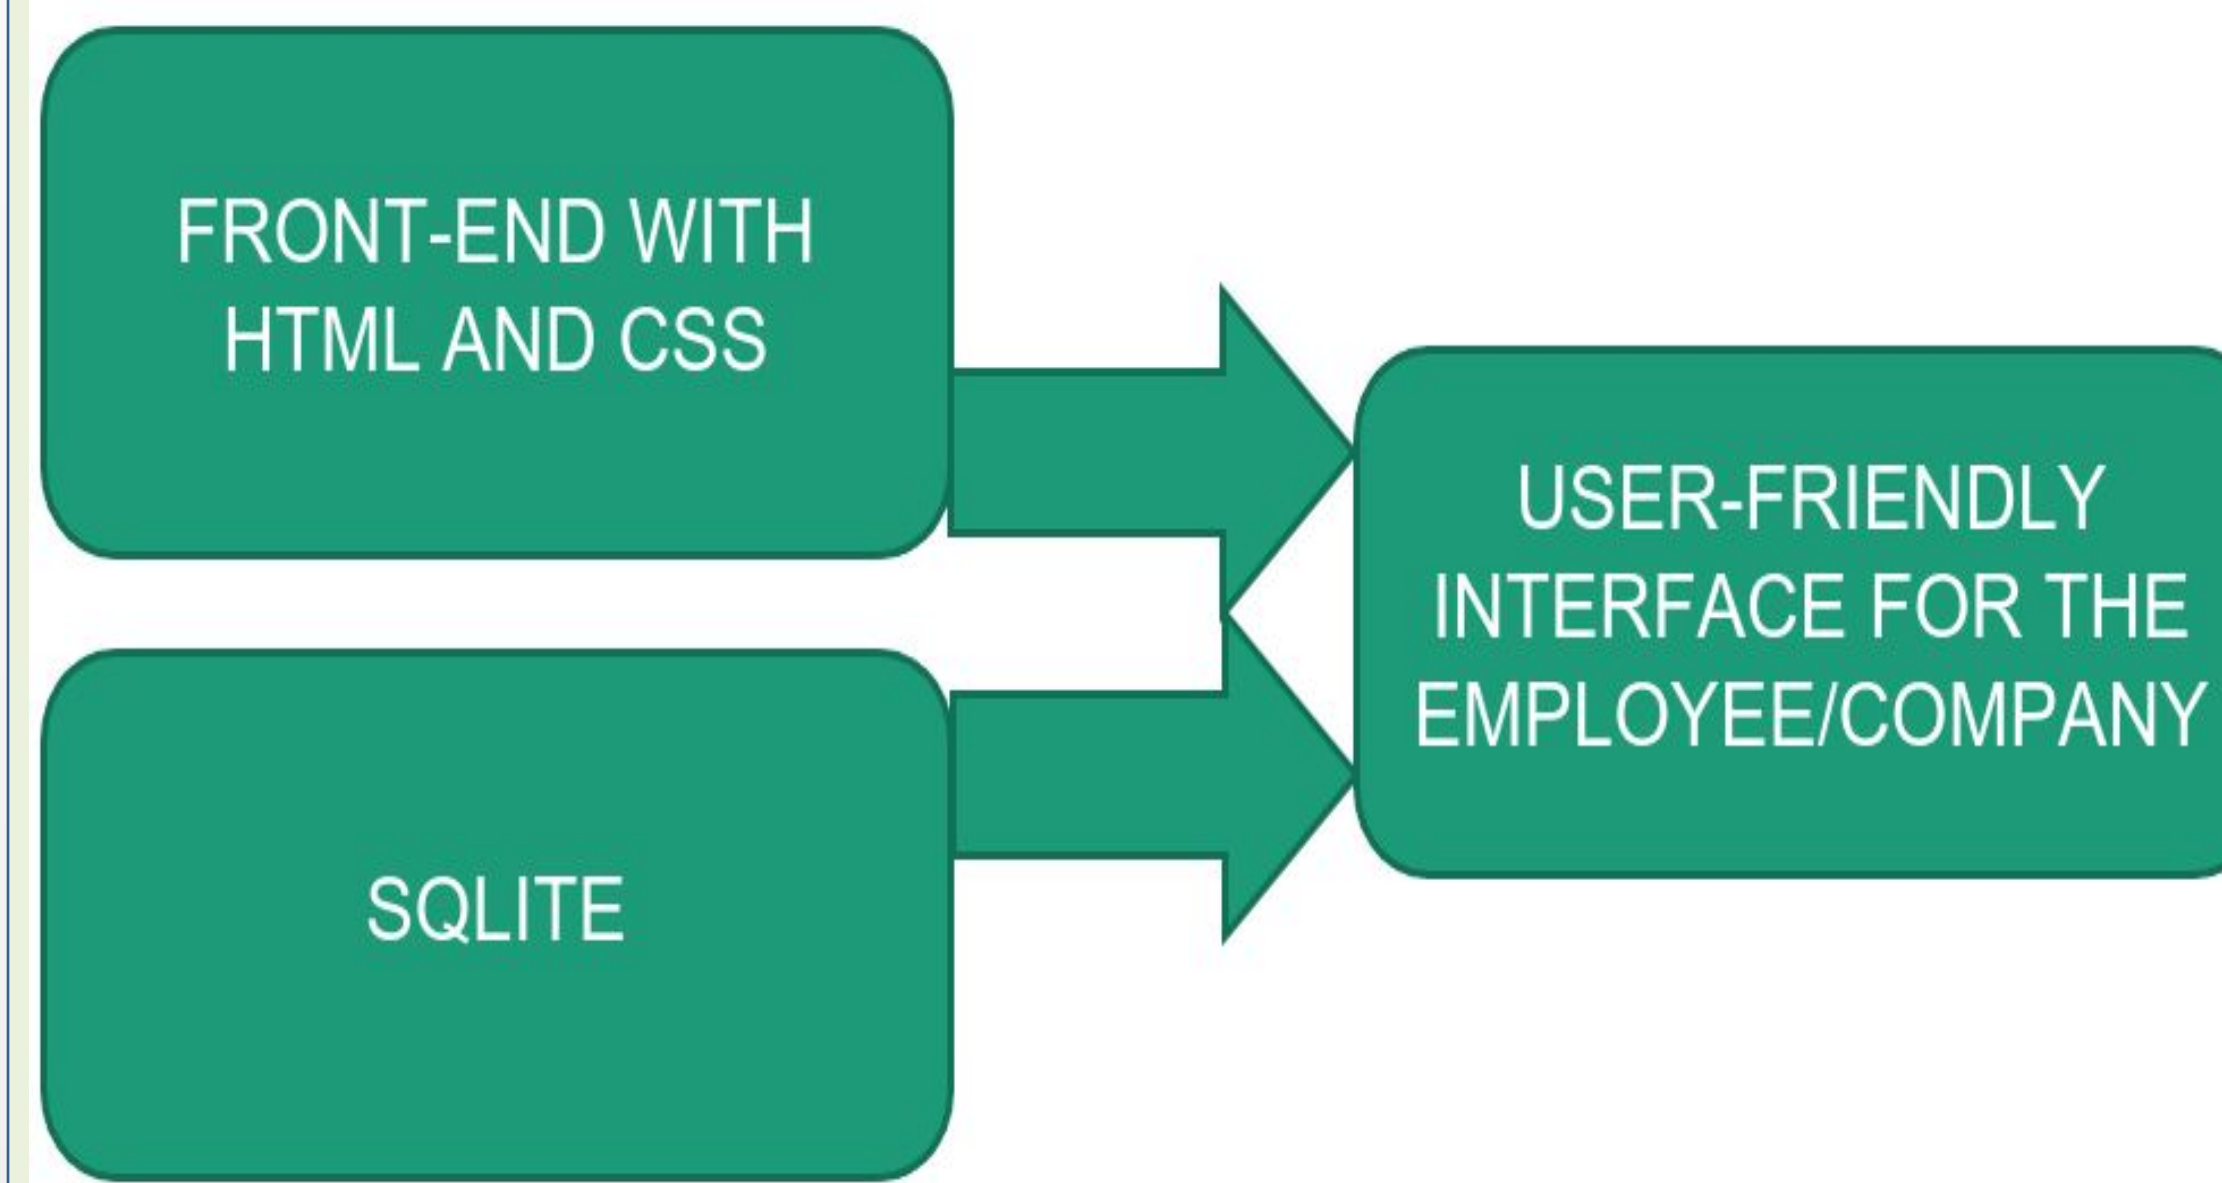 FRONT-END WITH
HTML AND CSS
SQLITE
USER-FRIENDLY
INTERFACE FOR THE
EMPLOYEE/COMPANY